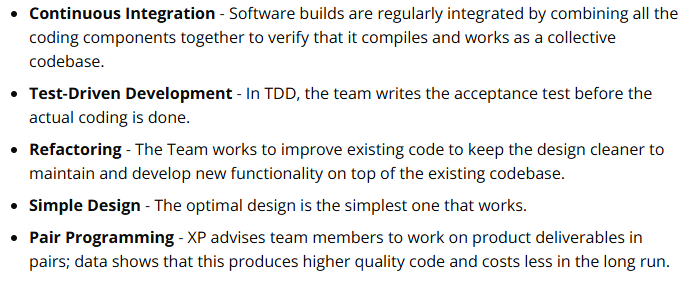 • Continuous Integration - Software builds are regularly integrated by combining all the
coding components together to verify that it compiles and works as a collective
codebase.
• Test-Driven Development - In TDD, the team writes the acceptance test before the
actual coding is done.
• Refactoring - The Team works to improve existing code to keep the design cleaner to
maintain and develop new functionality on top of the existing codebase.
• Simple Design - The optimal design is the simplest one that works.
• Pair Programming - XP advises team members to work on product deliverables in
pairs; data shows that this produces higher quality code and costs less in the long run.